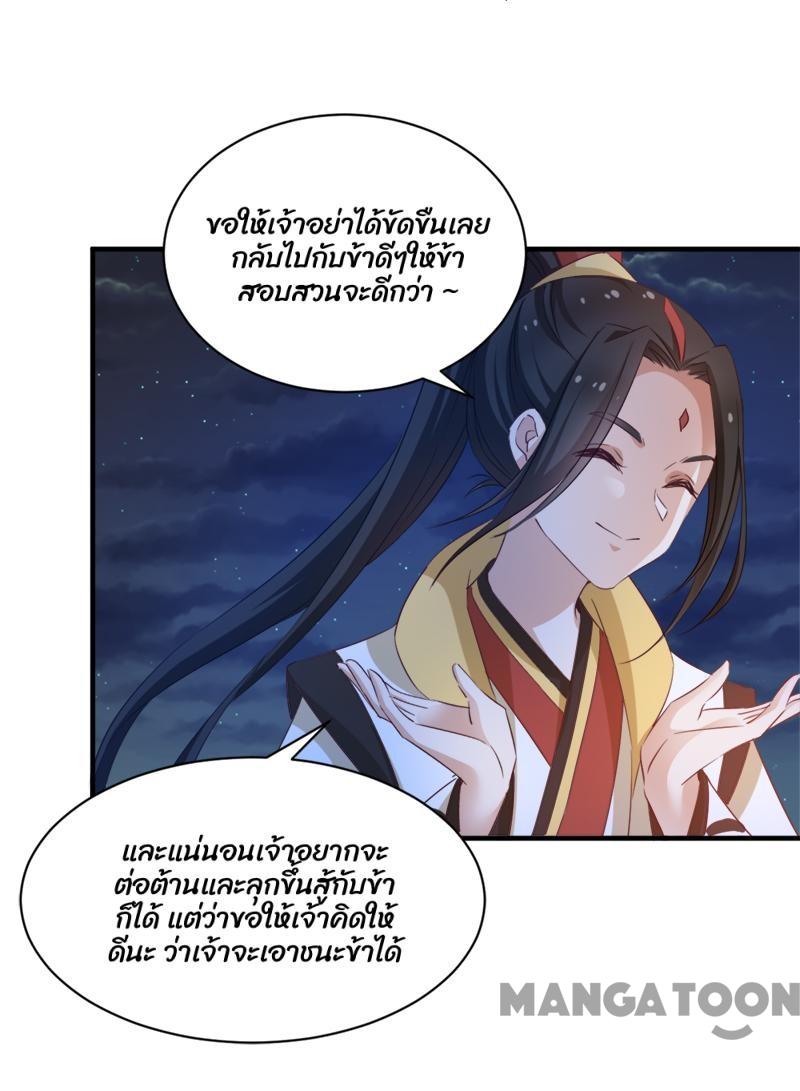 ขอให้เจ้าอย่าได้ขัดขืนเลย
กลับไปกับข้าดีๆให้ข้า
สอบสวนจะดีกว่า ~
และแน่นอนเจ้าอยากจะ
ต่อต้านและลุกขึ้นสู้กับข้า
ก็ได้ แต่ว่าขอให้เจ้าคิดให้
ดีนะ ว่าเจ้าจะเอาชนะข้าได้
MANGATOON